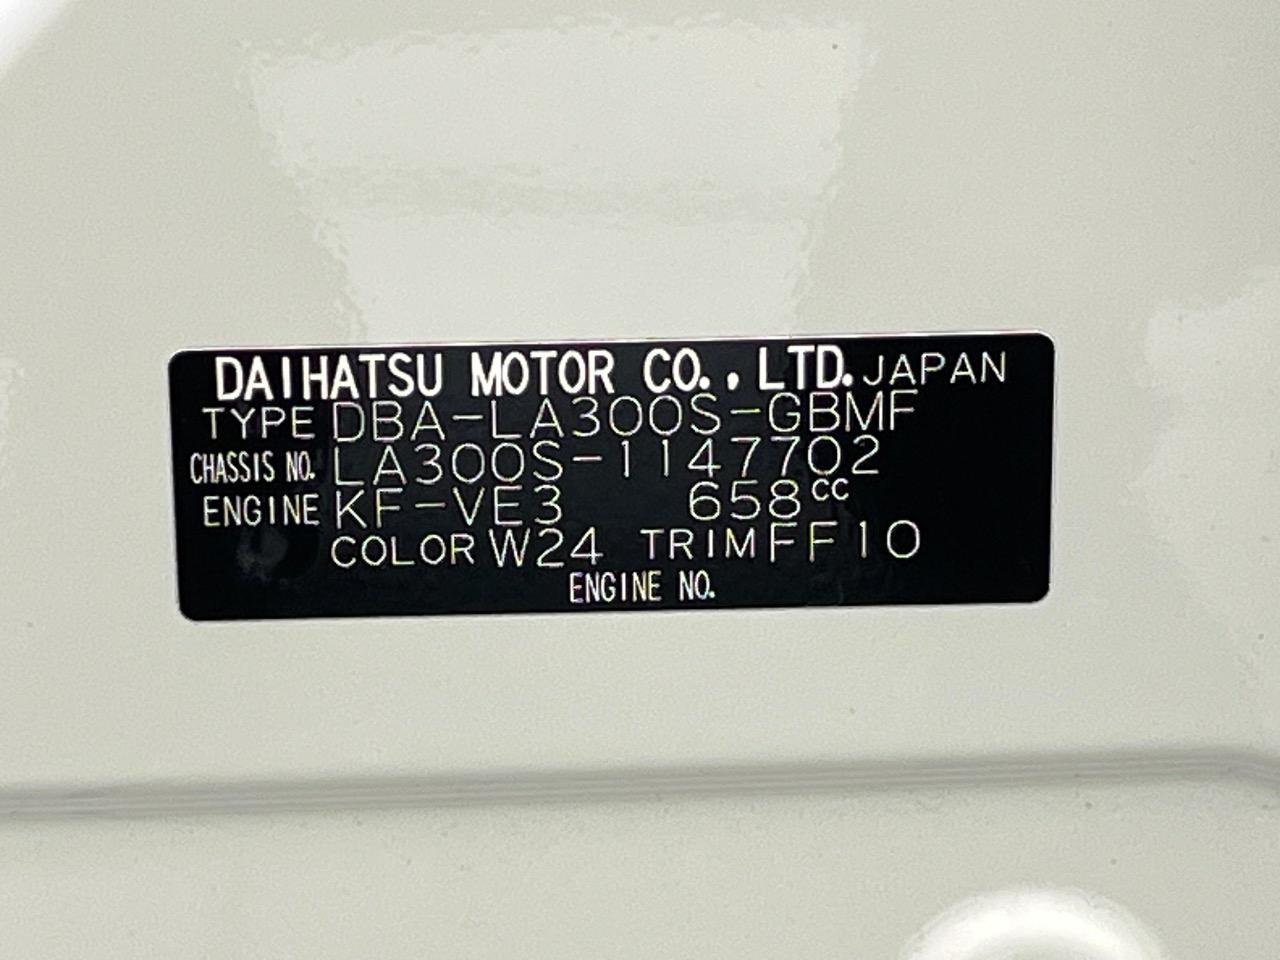 DAIHATSU MOTOR CO., LTD. JAPAN
TYPE DBA-LA300S-GBMF
CHASSIS NO. LA300S-1147702
ENGINE KF-VE3 658cc
COLOR W24 TRIM FF10
ENGINE NO.